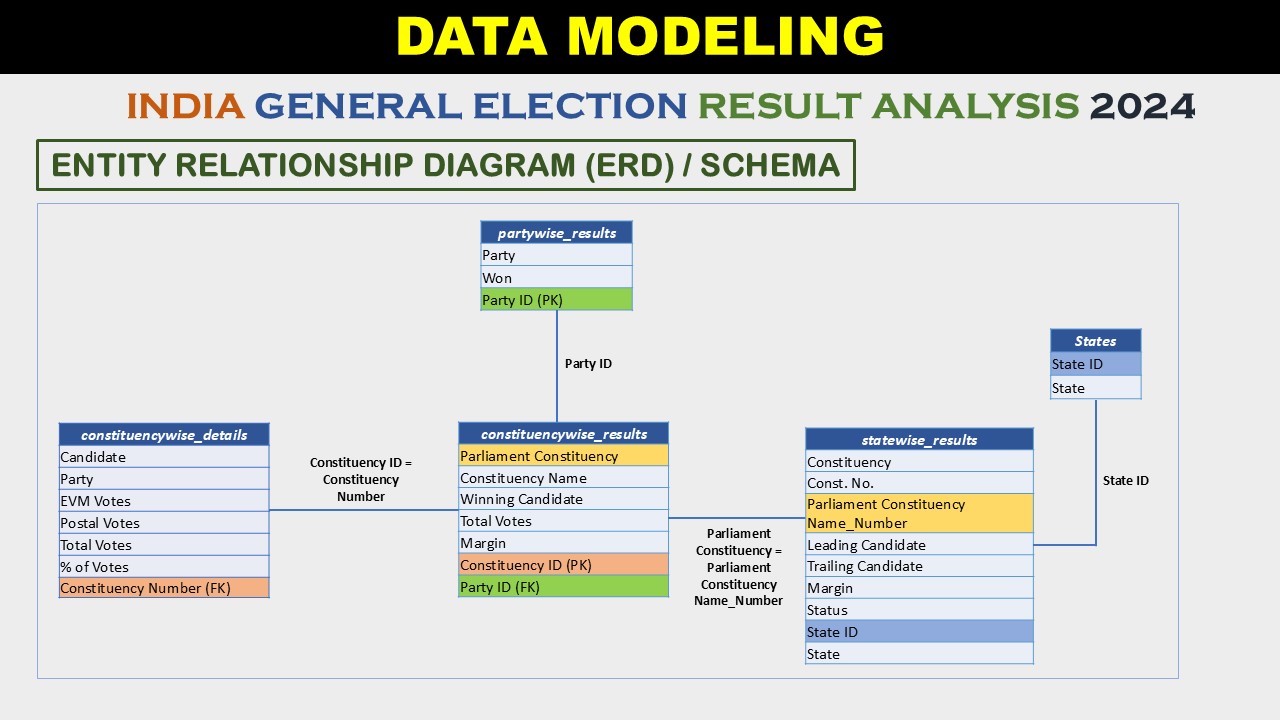 DATA MODELING
INDIA GENERAL ELECTION RESULT ANALYSIS 2024
ENTITY RELATIONSHIP DIAGRAM (ERD) / SCHEMA
partywise_results
Party
Won
Party ID (PK)
Party ID
States
State ID
State
constituencywise_details
Candidate
Party
EVM Votes
Postal Votes
Total Votes
% of Votes
Constituency Number (FK)
Constituency ID =
Constituency
Number
constituencywise_results
Parliament Constituency
Constituency Name
Winning Candidate
Total Votes
Margin
Constituency ID (PK)
Party ID (FK)
Parliament
Constituency =
Parliament
Constituency
Name_Number
statewise_results
Constituency
Const. No.
Parliament Constituency
Name_Number
Leading Candidate
Trailing Candidate
Margin
Status
State ID
State
State ID